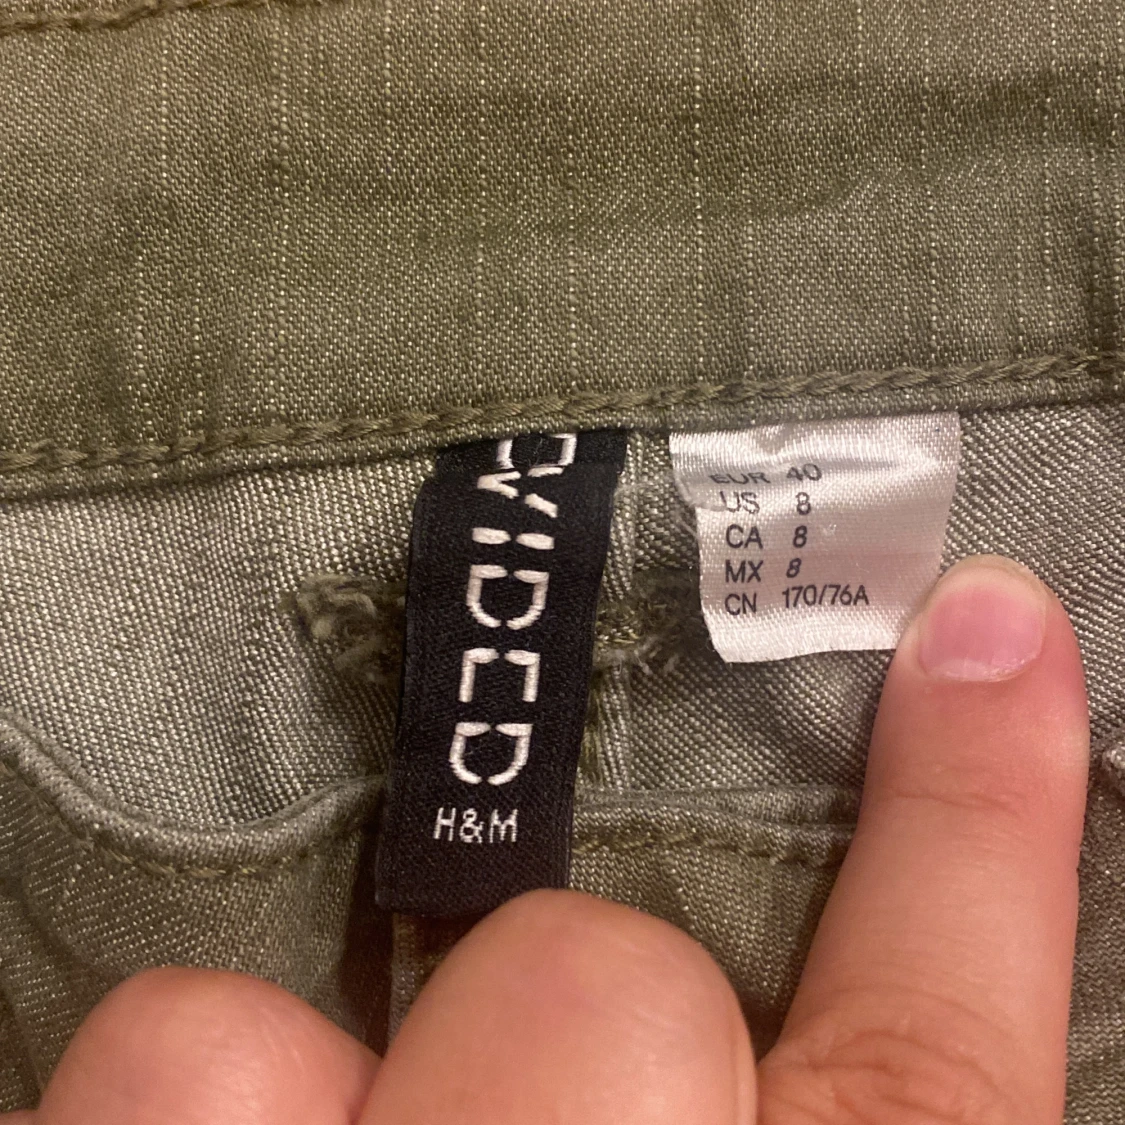 VIDED
H&M
EUR 40
US 8
CA 8
MX 8
CN 170/76A